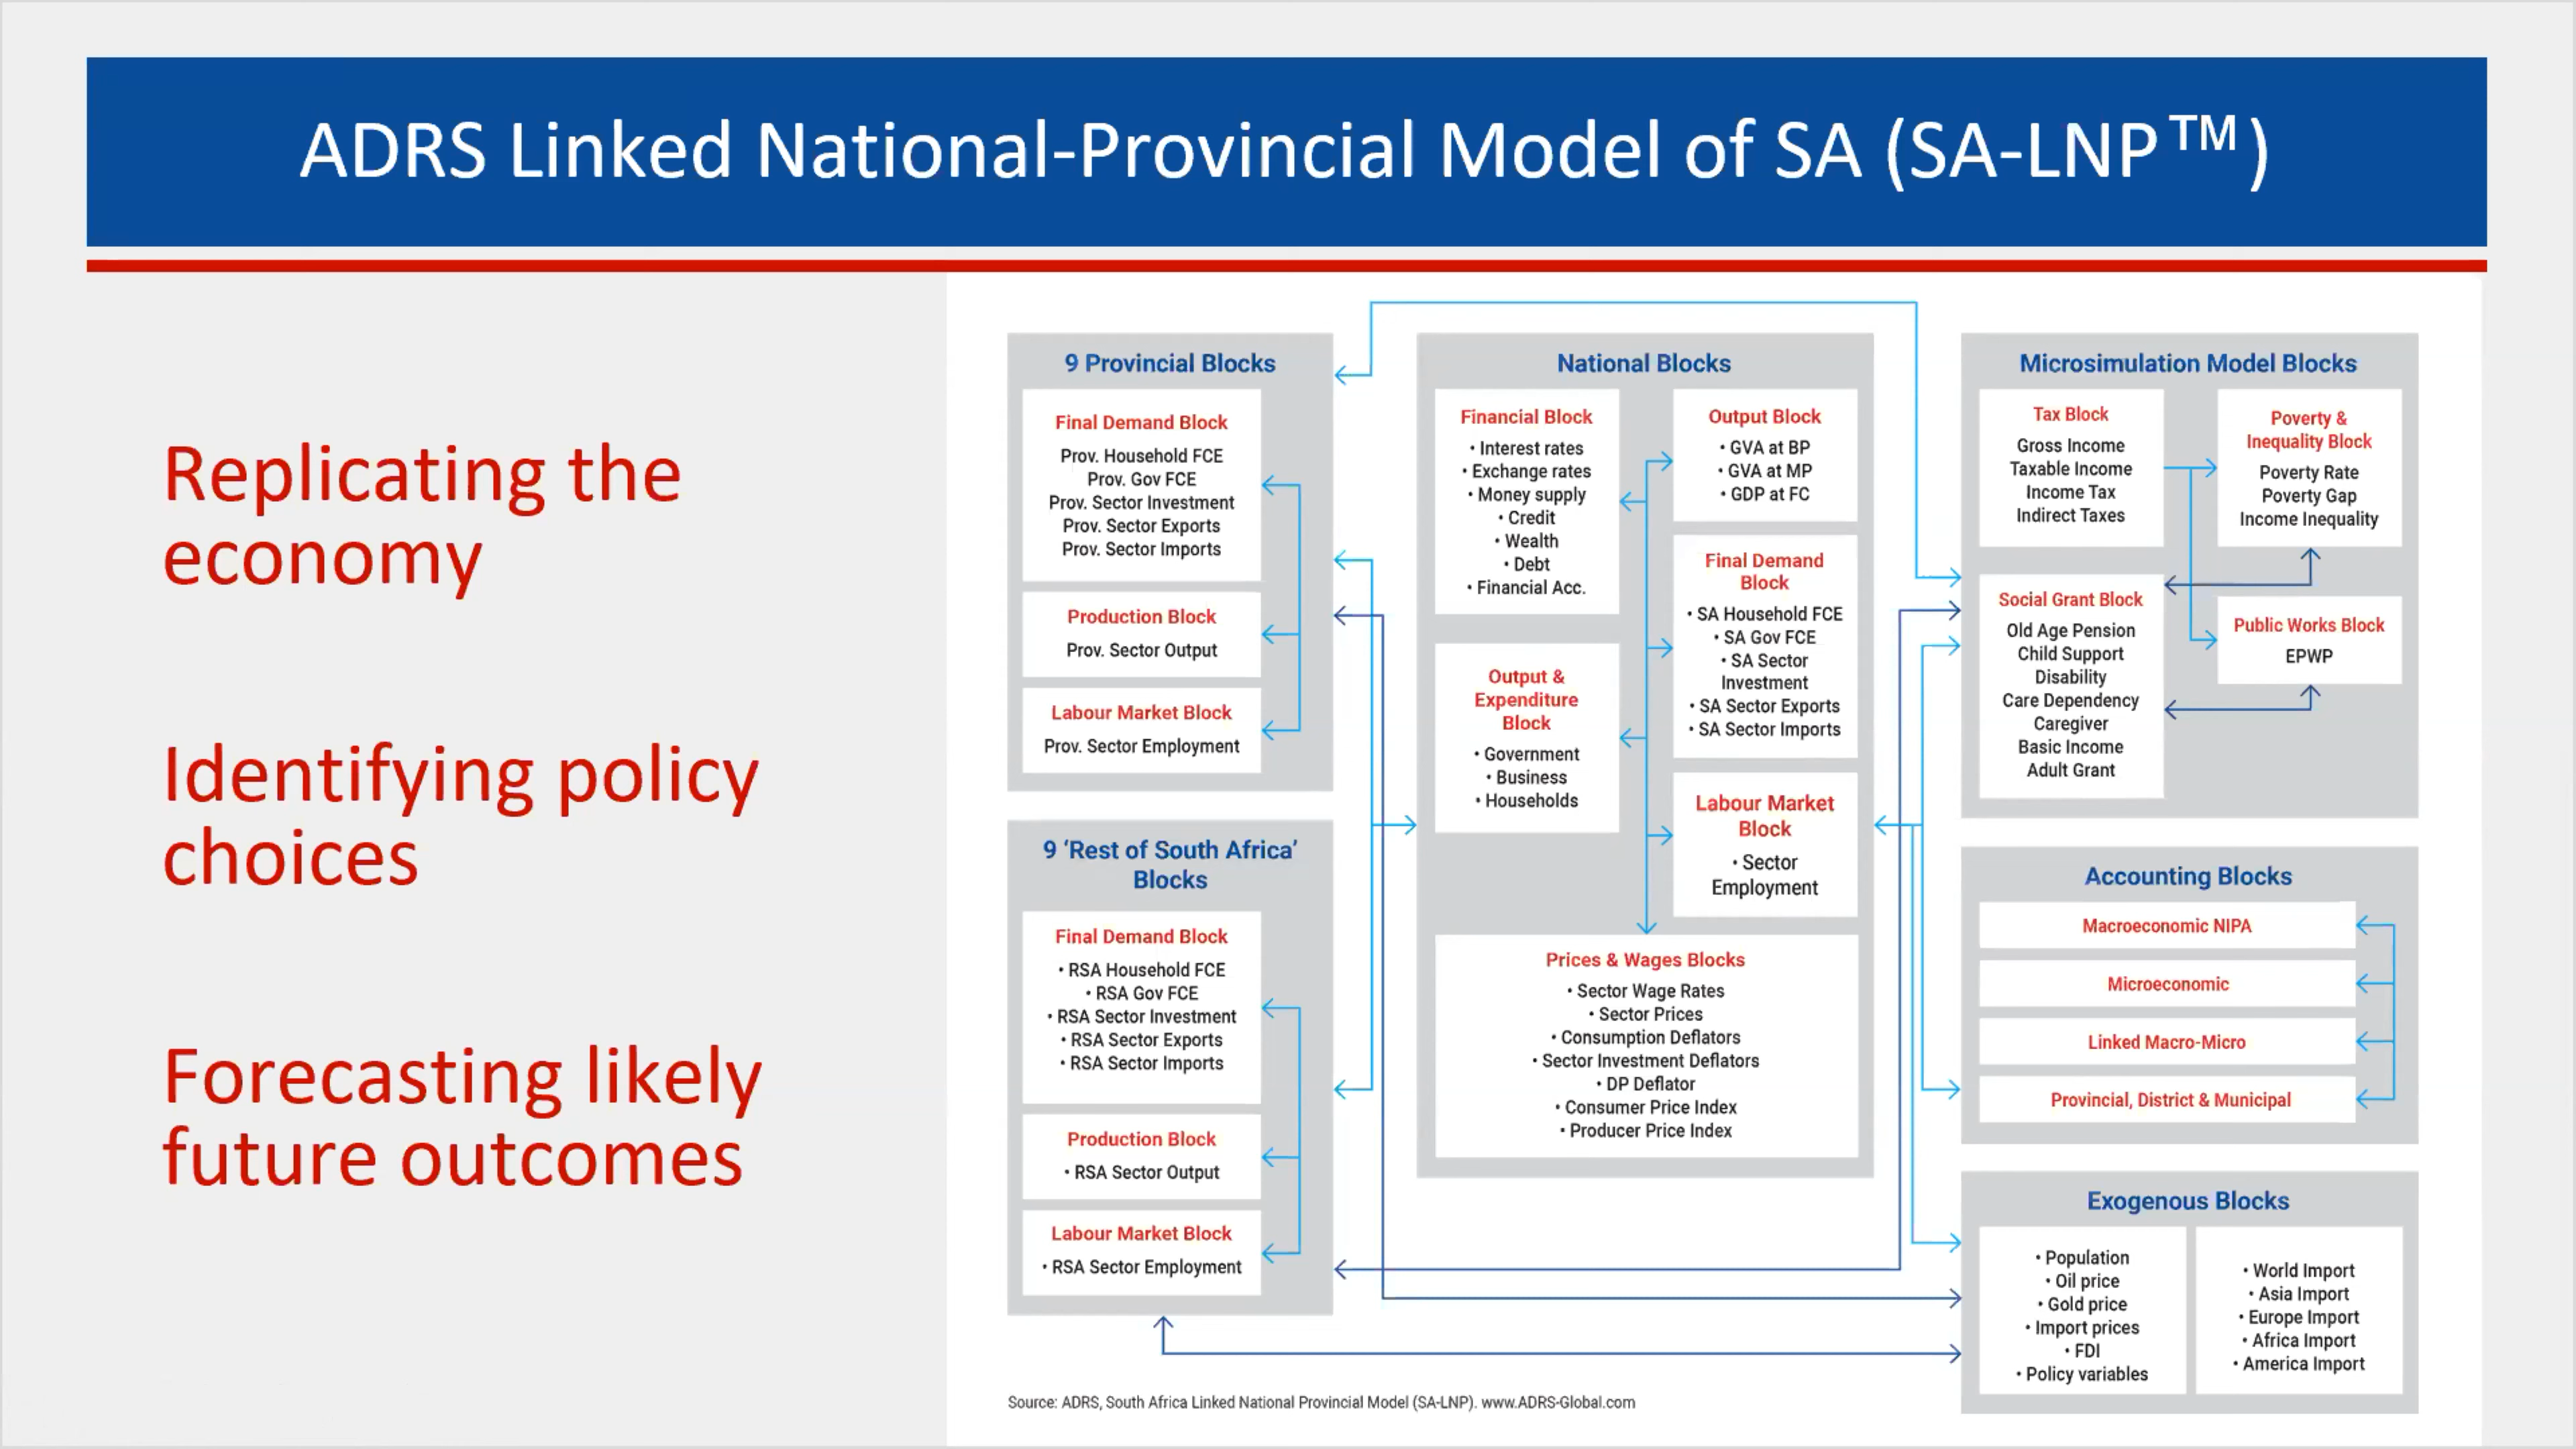 ADRS Linked National-Provincial Model of SA (SA-LNP™)
Replicating the
economy
Identifying policy
choices
Forecasting likely
future outcomes
9 Provincial Blocks
Final Demand Block
Prov. Household FCE
Prov. Gov FCE
Prov. Sector Investment
Prov. Sector Exports
Prov. Sector Imports
Production Block
Prov. Sector Output
Labour Market Block
Prov. Sector Employment
9 ‘Rest of South Africa’
Blocks
Final Demand Block
• RSA Household FCE
• RSA Gov FCE
• RSA Sector Investment
• RSA Sector Exports
• RSA Sector Imports
Production Block
• RSA Sector Output
Labour Market Block
• RSA Sector Employment
National Blocks
Financial Block
• Interest rates
• Exchange rates
• Money supply
• Credit
• Wealth
• Debt
• Financial Acc.
Output &
Expenditure
Block
• Government
• Business
• Households
Output Block
• GVA at BP
• GVA at MP
• GDP at FC
Final Demand
Block
• SA Household FCE
• SA Gov FCE
• SA Sector
Investment
• SA Sector Exports
• SA Sector Imports
Labour Market
Block
• Sector
Employment
Prices & Wages Blocks
• Sector Wage Rates
• Sector Prices
• Consumption Deflators
• Sector Investment Deflators
• DP Deflator
• Consumer Price Index
• Producer Price Index
Microsimulation Model Blocks
Tax Block
Gross Income
Taxable Income
Income Tax
Indirect Taxes
Poverty &
Inequality Block
Poverty Rate
Poverty Gap
Income Inequality
Social Grant Block
Old Age Pension
Child Support
Disability
Care Dependency
Caregiver
Basic Income
Adult Grant
Public Works Block
EPWP
Accounting Blocks
Macroeconomic NIPA
Microeconomic
Linked Macro-Micro
Provincial, District & Municipal
Exogenous Blocks
• Population
• Oil price
• Gold price
• Import prices
• FDI
• Policy variables
• World Import
• Asia Import
• Europe Import
• Africa Import
• America Import
Source: ADRS, South Africa Linked National Provincial Model (SA-LNP). www.ADRS-Global.com